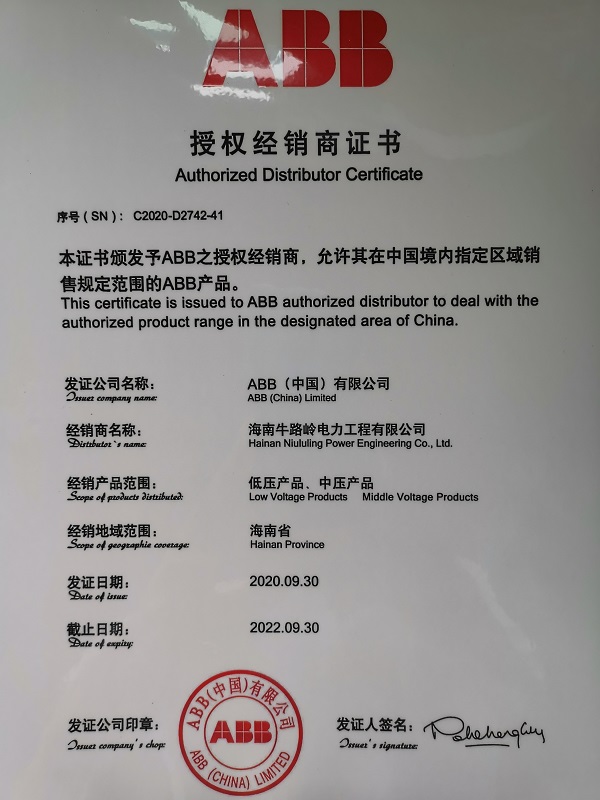 ABB
授权经销商证书
Authorized Distributor Certificate
序号（SN）： C2020-D2742-41
本证书颁发予ABB之授权经销商，允许其在中国境内指定区域销
售规定范围的ABB产品。
This certificate is issued to ABB authorized distributor to deal with the
authorized product range in the designated area of China.
发证公司名称： ABB（中国）有限公司
Issuer company name: ABB (China) Limited
经销商名称： 海南牛路岭电力工程有限公司
Distrbutor`s name: Hainan Niululing Power Engineering Co., Ltd.
经销产品范围： 低压产品、中压产品
Scope of products distributed: Low Voltage Products Middle Voltage Products
经销地域范围： 海南省
Scope of geographic coverage: Hainan Province
发证日期： 2020.09.30
Date of issue:
截止日期： 2022.09.30
Date of expiry:
发证公司印章：
Issuer company's chop:
ABB(中国)有限公司
ABB
ABB (CHINA) LIMITED
发证人签名：
Issuer's signature: